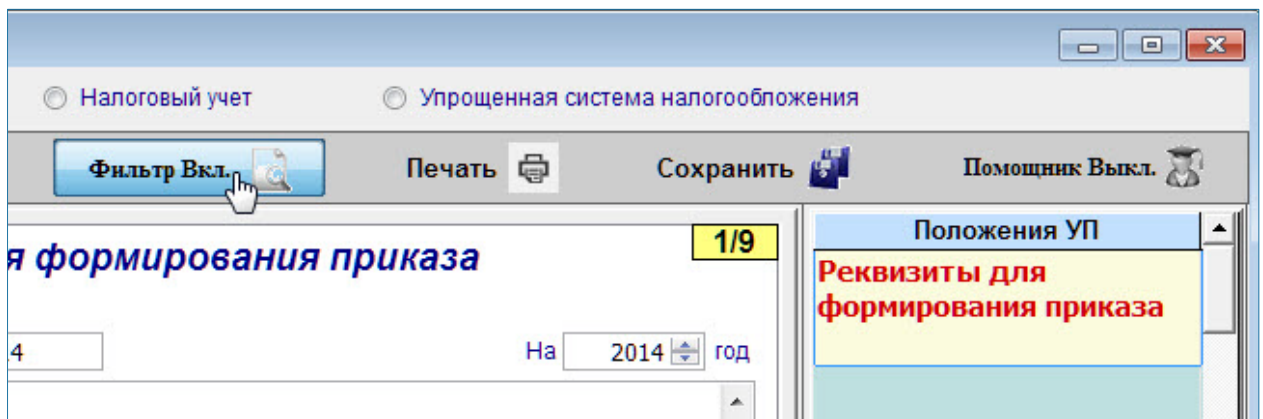 Налоговый учет Упрощенная система налогообложения
Фильтр Вкл. Печать Сохранить Помощник Выкл.
я формирования приказа 1/9
Положения УП
Реквизиты для
формирования приказа
4 На 2014 год